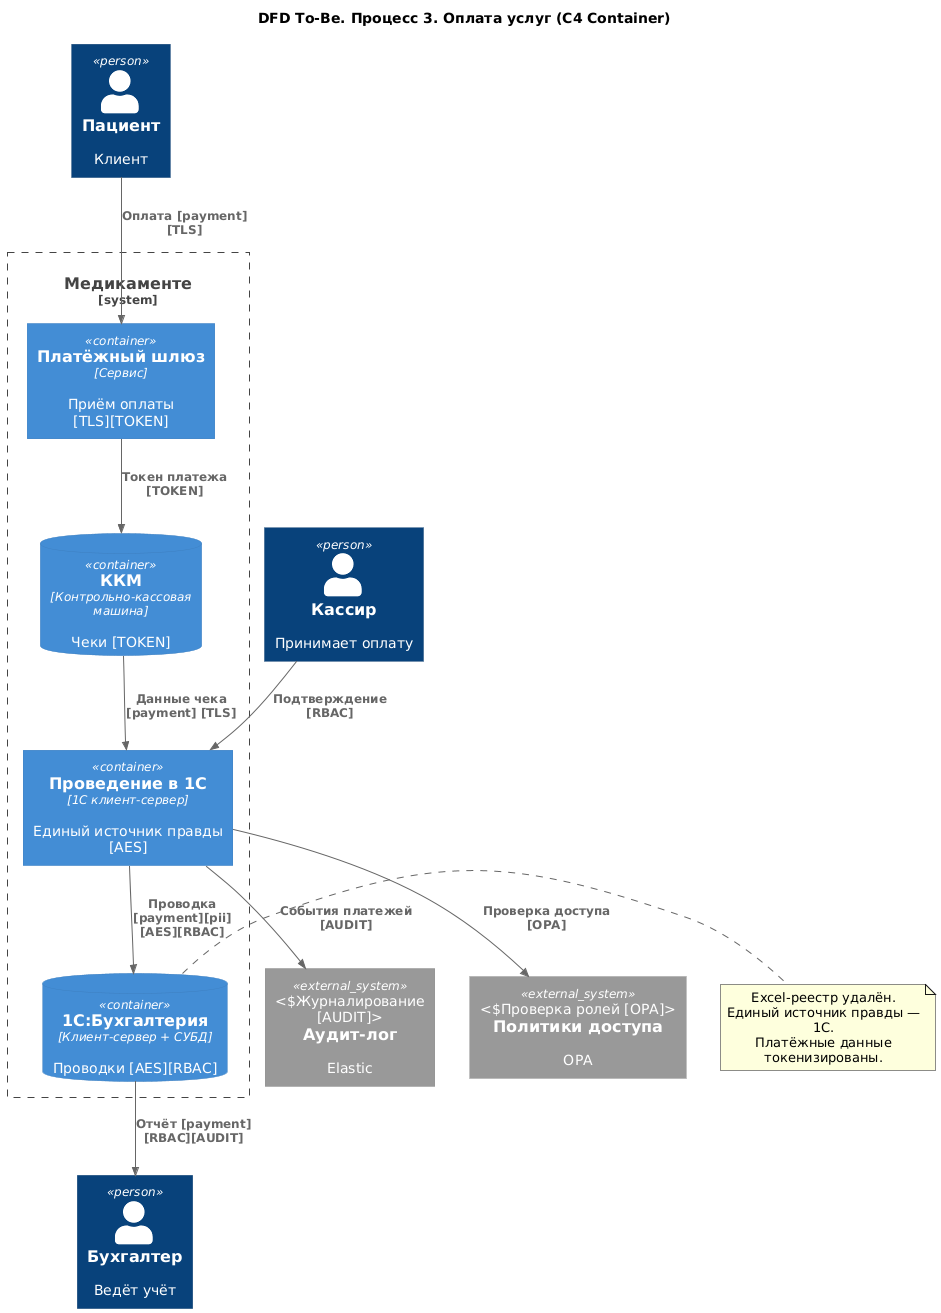 DFD To-Be. Процесс 3. Оплата услуг (C4 Container)
«person»
Пациент
Клиент
Оплата [payment]
[TLS]
Медикаменте
[system]
«container»
Платёжный шлюз
[Сервис]
Приём оплаты
[TLS][TOKEN]
Токен платежа
[TOKEN]
«container»
ККМ
[Контрольно-кассовая
машина]
Чеки [TOKEN]
«person»
Кассир
Принимает оплату
Данные чека
[payment] [TLS]
Подтверждение
[RBAC]
«container»
Проведение в 1С
[1С клиент-сервер]
Единый источник правды
[AES]
Проводка
[payment][pii]
[AES][RBAC]
События платежей
[AUDIT]
Проверка доступа
[OPA]
«container»
1С:Бухгалтерия
[Клиент-сервер + СУБД]
Проводки [AES][RBAC]
«external_system»
<$Журналирование
[AUDIT]>
Аудит-лог
Elastic
«external_system»
<$Проверка ролей [OPA]>
Политики доступа
OPA
Excel-реестр удалён.
Единый источник правды —
1С.
Платёжные данные
токенизированы.
Отчёт [payment]
[RBAC][AUDIT]
«person»
Бухгалтер
Ведёт учёт